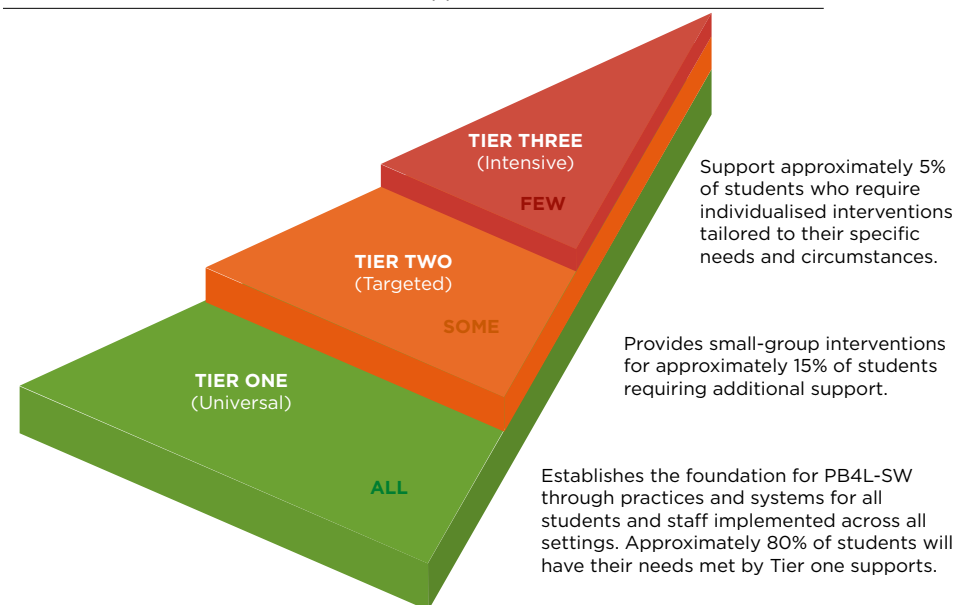 TIER THREE
(Intensive)
FEW
Support approximately 5%
of students who require
individualised interventions
tailored to their specific
needs and circumstances.
TIER TWO
(Targeted)
SOME
Provides small-group interventions
for approximately 15% of students
requiring additional support.
TIER ONE
(Universal)
ALL
Establishes the foundation for PB4L-SW
through practices and systems for all
students and staff implemented across all
settings. Approximately 80% of students will
have their needs met by Tier one supports.